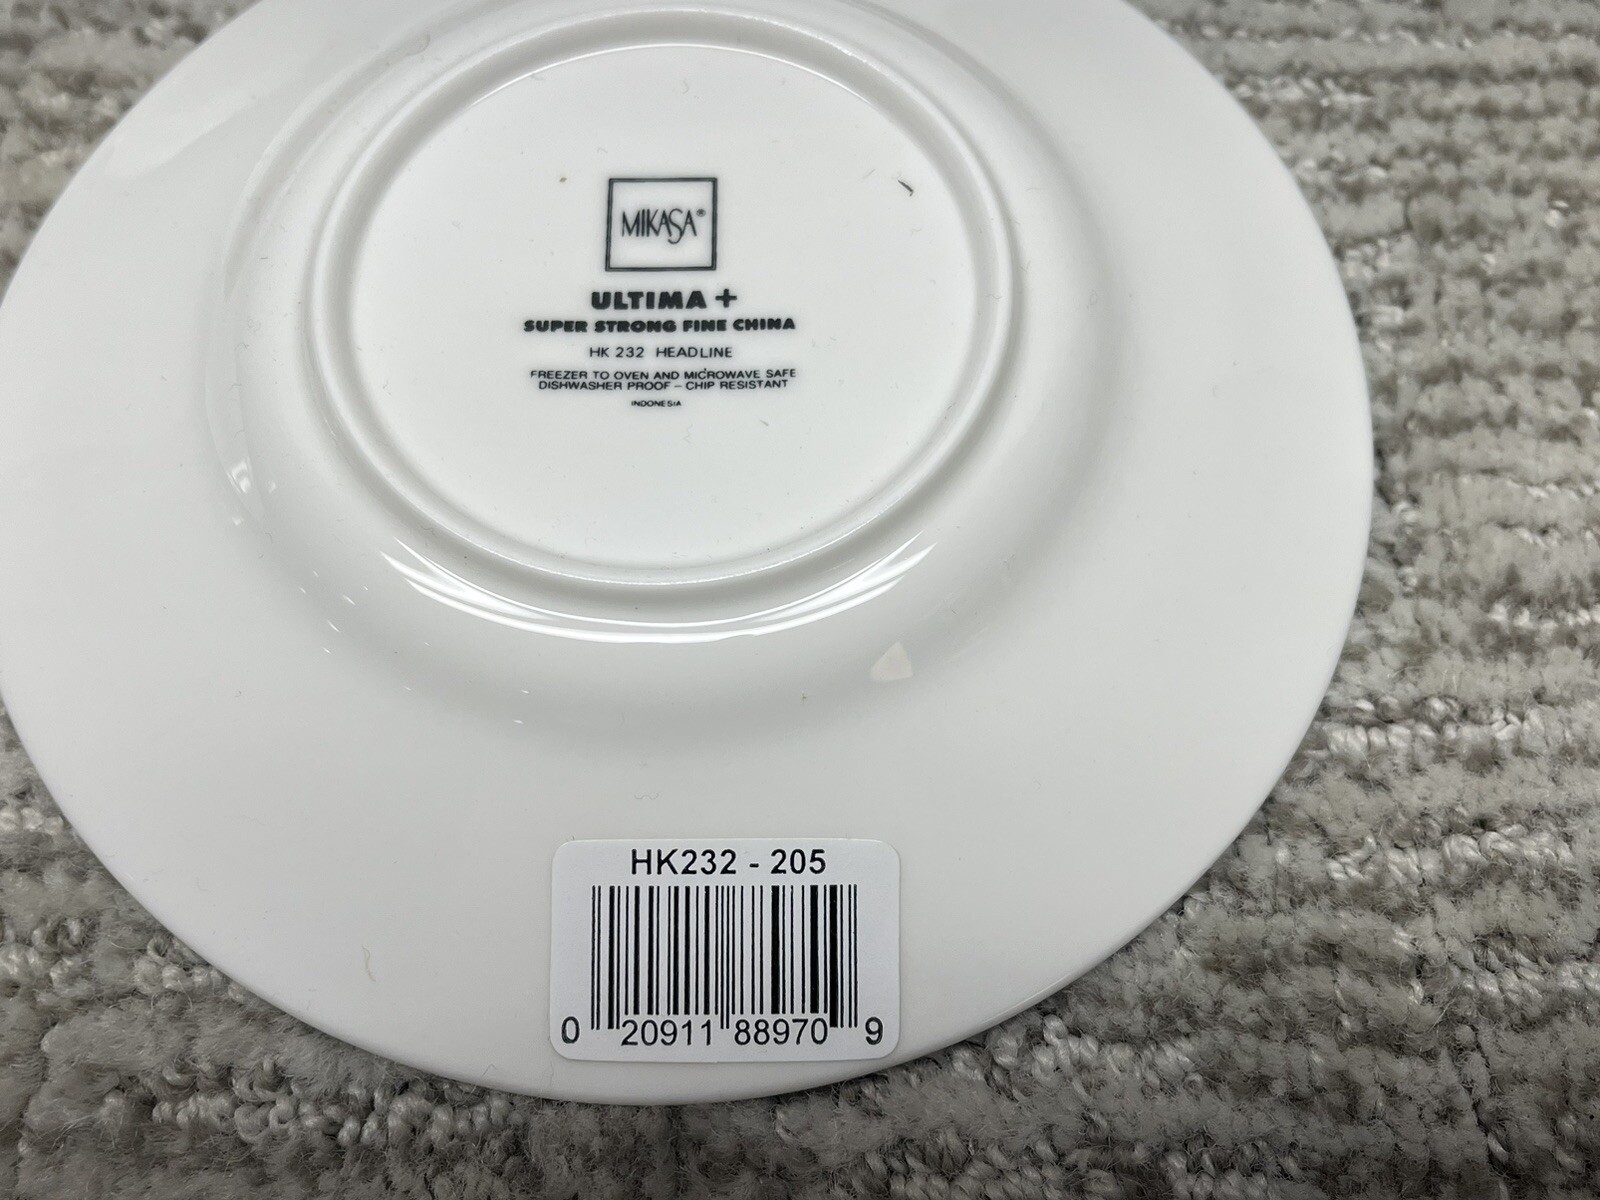 MIKASA®
ULTIMA +
SUPER STRONG FINE CHINA
HK 232 HEADLINE
FREEZER TO OVEN AND MICROWAVE SAFE
DISHWASHER PROOF – CHIP RESISTANT
INDONESIA
HK232 - 205
0 20911 88970 9